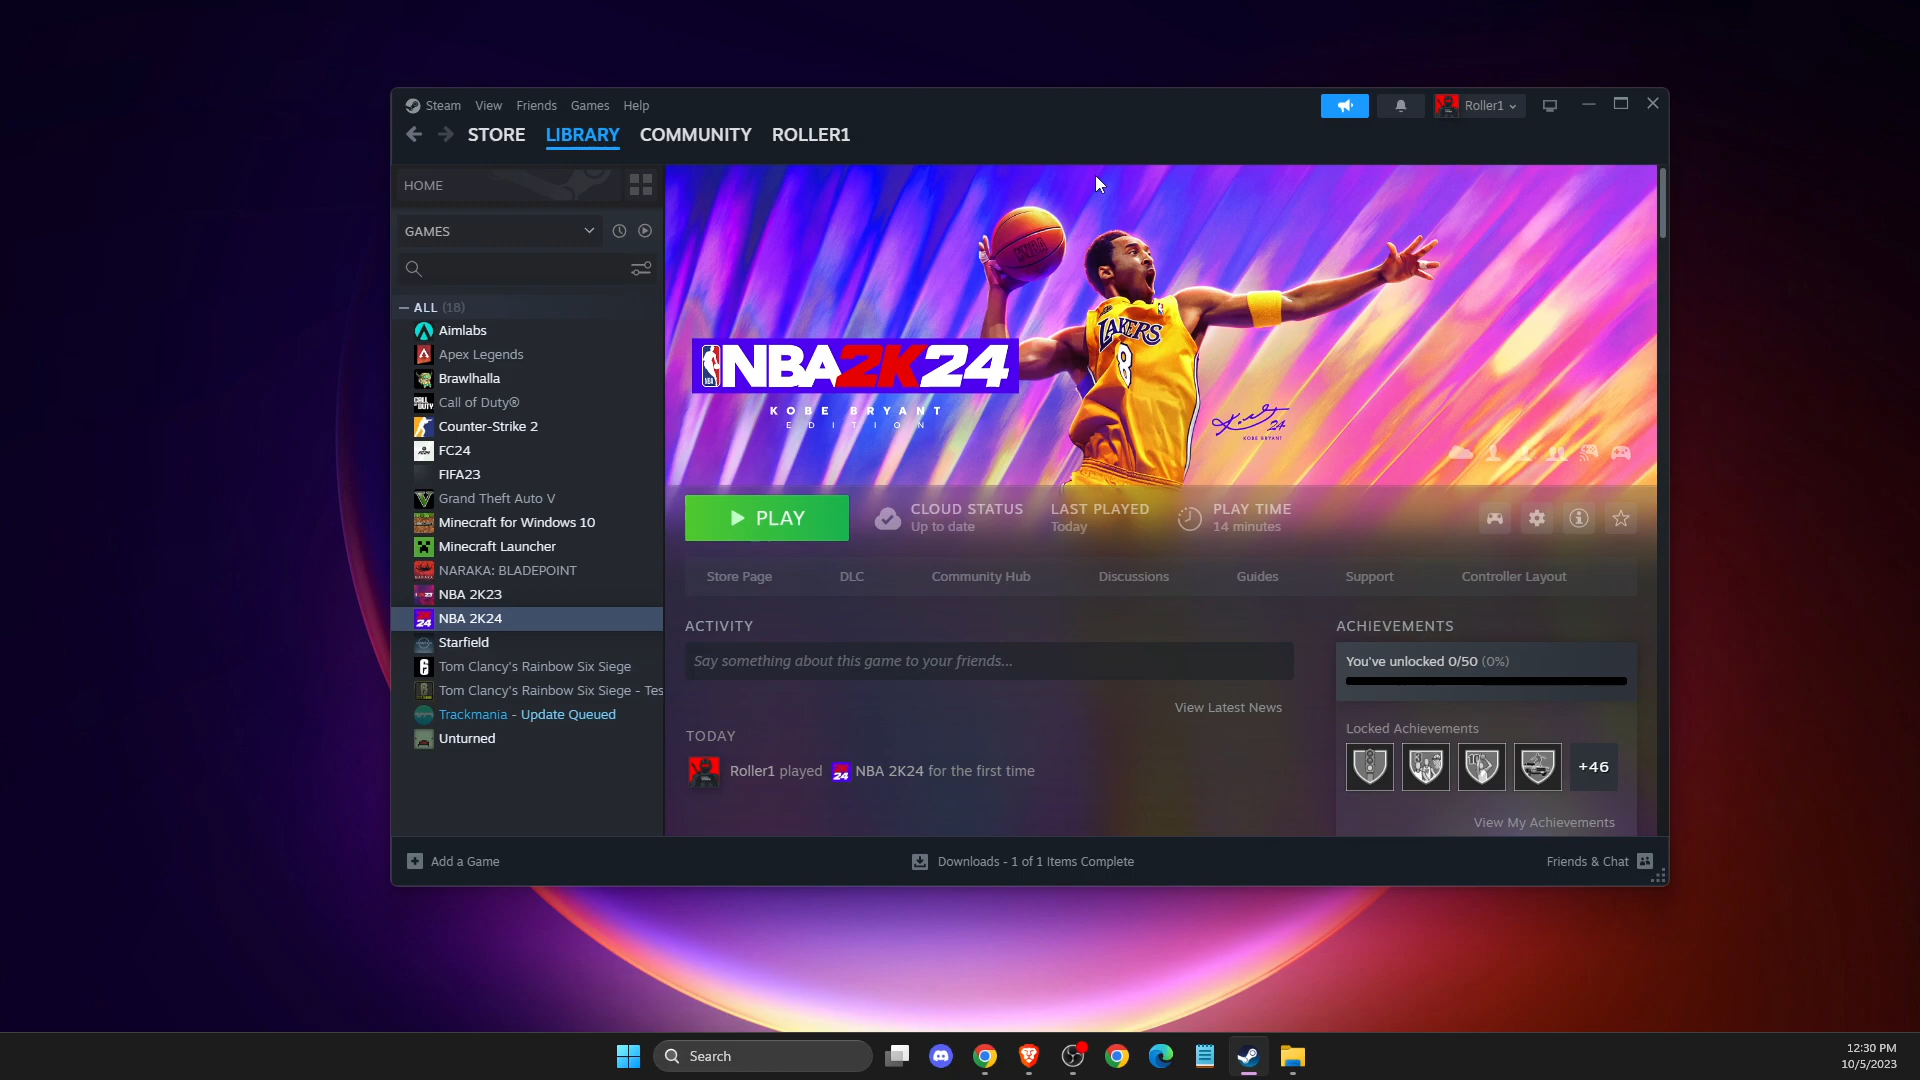 Steam View Friends Games Help
Roller1
STORE LIBRARY COMMUNITY ROLLER1
HOME
GAMES
ALL (18)
Aimlabs
Apex Legends
Brawlhalla
Call of Duty®
Counter-Strike 2
FC24
FIFA23
Grand Theft Auto V
Minecraft for Windows 10
Minecraft Launcher
NARAKA: BLADEPOINT
NBA 2K23
NBA 2K24
Starfield
Tom Clancy's Rainbow Six Siege
Tom Clancy's Rainbow Six Siege - Tes
Trackmania - Update Queued
Unturned
LAKERS
8
NBA 2K24
KOBE BRYANT
EDITION
24
KOBE BRYANT
PLAY
CLOUD STATUS
Up to date
LAST PLAYED
Today
PLAY TIME
14 minutes
Store Page DLC Community Hub Discussions Guides Support Controller Layout
ACTIVITY
Say something about this game to your friends...
View Latest News
TODAY
Roller1 played NBA 2K24 for the first time
ACHIEVEMENTS
You've unlocked 0/50 (0%)
Locked Achievements
+46
View My Achievements
Add a Game
Downloads - 1 of 1 Items Complete
Friends & Chat
Search
12:30 PM
10/5/2023